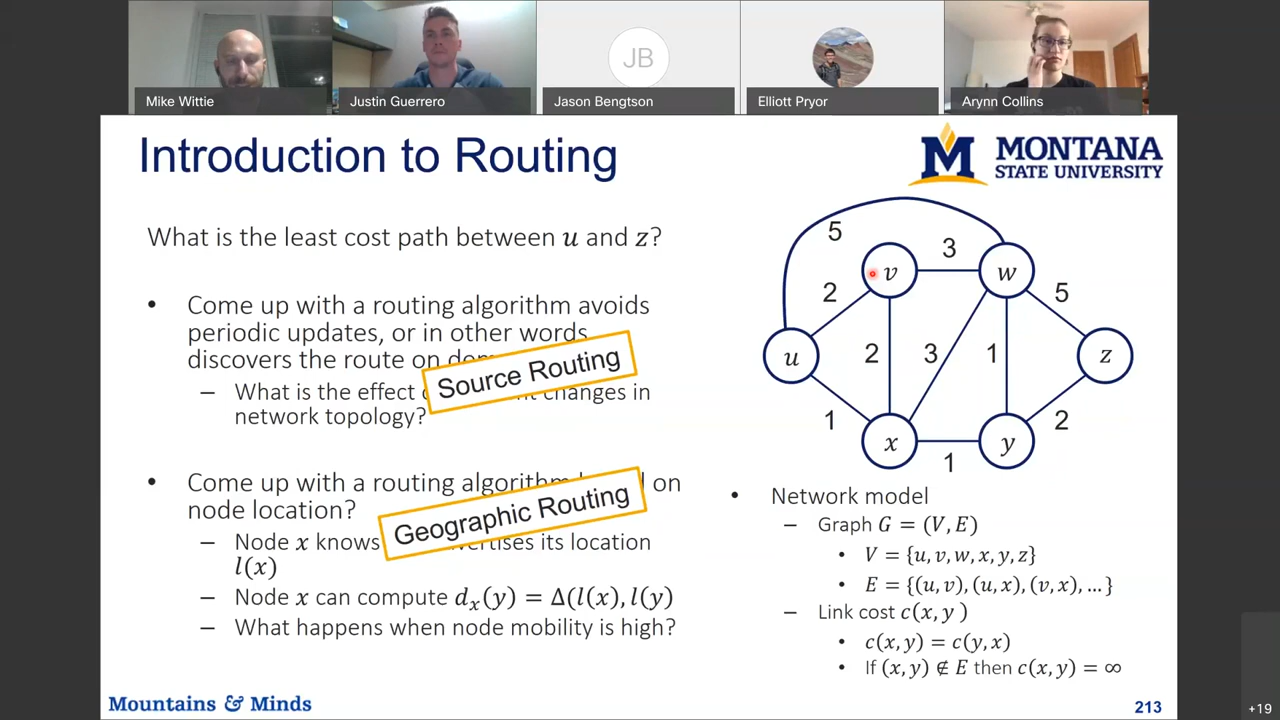 JB
Mike Wittie
Justin Guerrero
Jason Bengtson
Elliott Pryor
Arynn Collins
Introduction to Routing
M MONTANA
STATE UNIVERSITY
What is the least cost path between u and z?
• Come up with a routing algorithm avoids
periodic updates, or in other words
discovers the route on
Source Routing
– What is the effect changes in
network topology?
• Come up with a routing algorithm on
node location?
Geographic Routing
– Node x knows its location
l(x)
– Node x can compute dₓ(y) = Δ(l(x), l(y)
– What happens when node mobility is high?
5
v
3
w
2
5
u
2
3
1
z
1
2
x
y
1
• Network model
– Graph G = (V, E)
• V = {u, v, w, x, y, z}
• E = {(u, v), (u, x), (v, x), … }
– Link cost c(x, y )
• c(x, y) = c(y, x)
• If (x, y) ∉ E then c(x, y) = ∞
Mountains & Minds
213
+19